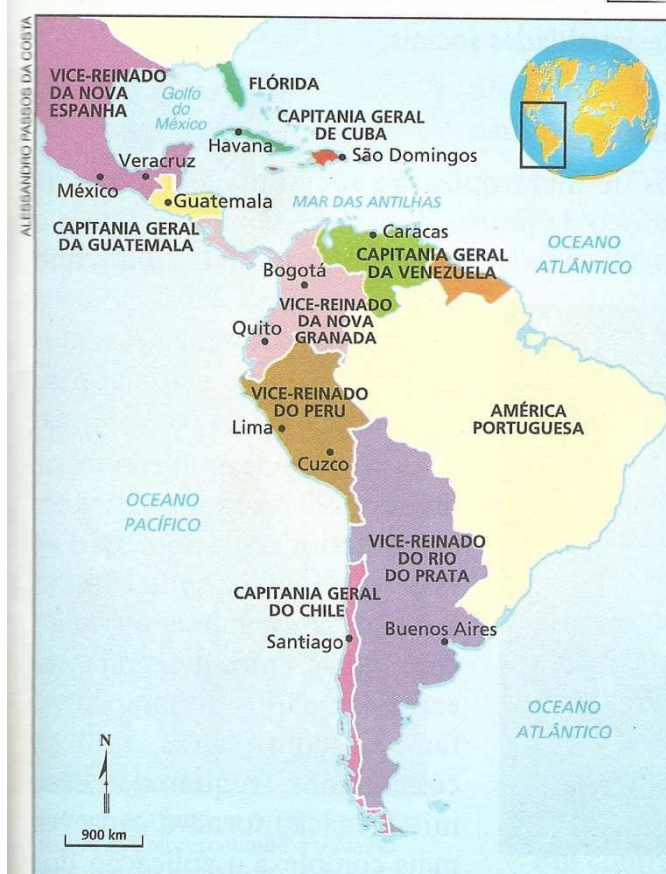 ALESSANDRO PASSOS DA COSTA
VICE-REINADO
DA NOVA
ESPANHA
Golfo
do
México
FLÓRIDA
CAPITANIA GERAL
DE CUBA
Havana
São Domingos
Veracruz
México
Guatemala
MAR DAS ANTILHAS
CAPITANIA GERAL
DA GUATEMALA
Caracas
CAPITANIA GERAL
DA VENEZUELA
OCEANO
ATLÂNTICO
Bogotá
VICE-REINADO
DA NOVA
GRANADA
Quito
VICE-REINADO
DO PERU
Lima
Cuzco
AMÉRICA
PORTUGUESA
OCEANO
PACÍFICO
VICE-REINADO
DO RIO
DO PRATA
CAPITANIA GERAL
DO CHILE
Santiago
Buenos Aires
OCEANO
ATLÂNTICO
N
900 km